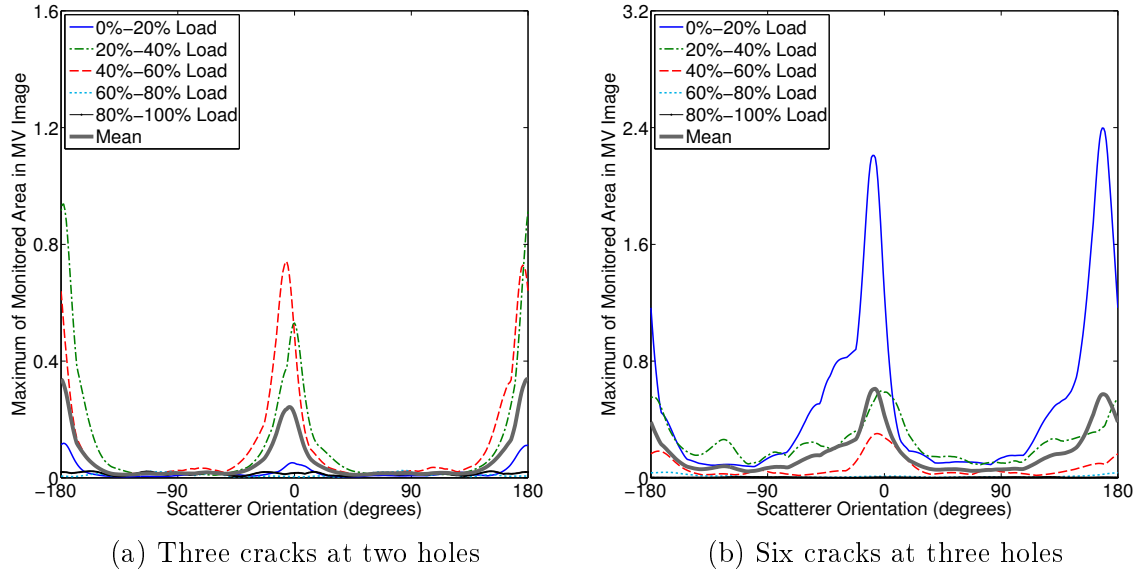 Maximum of Monitored Area in MV Image
1.6
1.2
0.8
0.4
0
0%−20% Load
20%−40% Load
40%−60% Load
60%−80% Load
80%−100% Load
Mean
−180
−90
0
90
180
Scatterer Orientation (degrees)
(a) Three cracks at two holes
Maximum of Monitored Area in MV Image
3.2
2.4
1.6
0.8
0
0%−20% Load
20%−40% Load
40%−60% Load
60%−80% Load
80%−100% Load
Mean
−180
−90
0
90
180
Scatterer Orientation (degrees)
(b) Six cracks at three holes